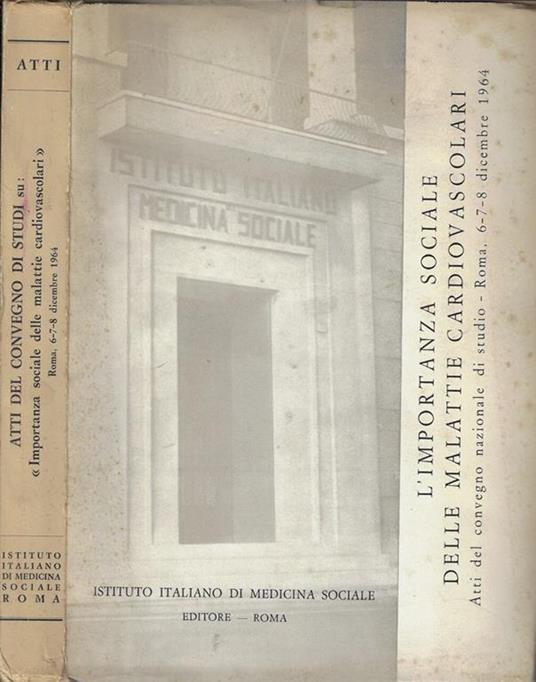 ATTI
ATTI DEL CONVEGNO DI STUDI su:
« Importanza sociale delle malattie cardiovascolari »
Roma, 6-7-8 dicembre 1964
ISTITUTO
ITALIANO
DI MEDICINA
SOCIALE
ROMA
ISTITUTO ITALIANO
DI
MEDICINA SOCIALE
ISTITUTO ITALIANO DI MEDICINA SOCIALE
EDITORE — ROMA
L'IMPORTANZA SOCIALE
DELLE MALATTIE CARDIOVASCOLARI
Atti del convegno nazionale di studio - Roma, 6-7-8 dicembre 1964